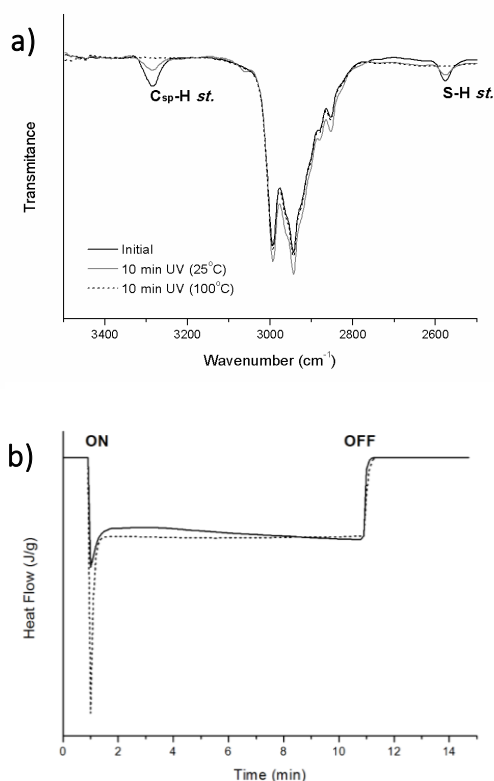 a)
Transmitance
Csp-H st.
S-H st.
Initial
10 min UV (25°C)
10 min UV (100°C)
3400 3200 3000 2800 2600
Wavenumber (cm-1)
b)
ON OFF
Heat Flow (J/g)
0 2 4 6 8 10 12 14
Time (min)